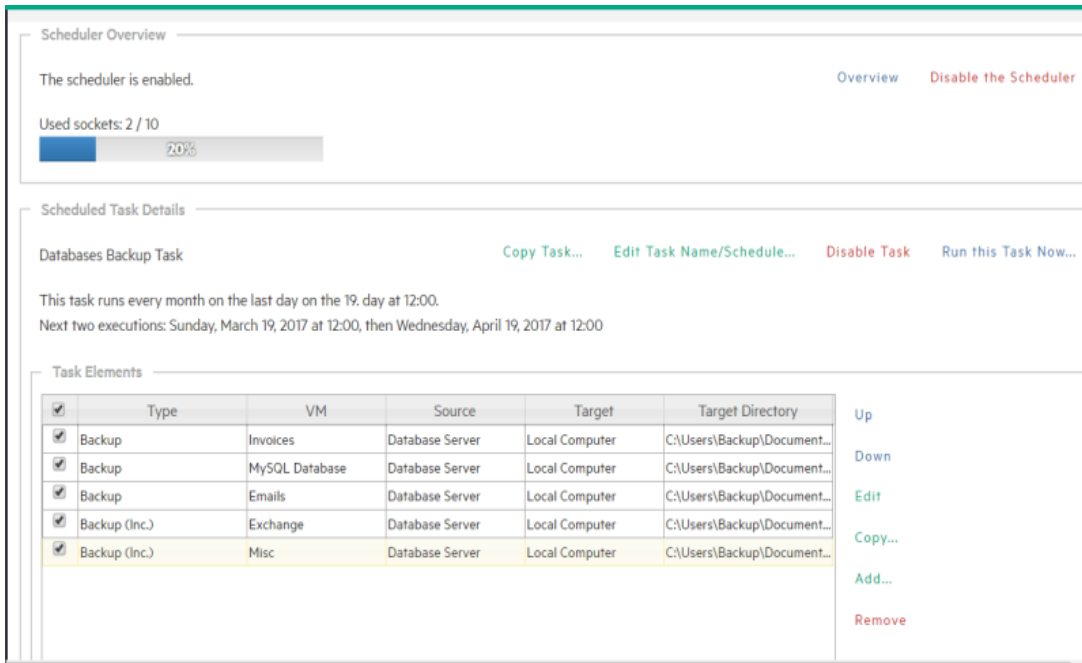 Scheduler Overview
The scheduler is enabled.
Overview Disable the Scheduler
Used sockets: 2 / 10
20%
Scheduled Task Details
Databases Backup Task
Copy Task... Edit Task Name/Schedule... Disable Task Run this Task Now...
This task runs every month on the last day on the 19. day at 12:00.
Next two executions: Sunday, March 19, 2017 at 12:00, then Wednesday, April 19, 2017 at 12:00
Task Elements
Type VM Source Target Target Directory
Backup Invoices Database Server Local Computer C:\Users\Backup\Document...
Backup MySQL Database Database Server Local Computer C:\Users\Backup\Document...
Backup Emails Database Server Local Computer C:\Users\Backup\Document...
Backup (Inc.) Exchange Database Server Local Computer C:\Users\Backup\Document...
Backup (Inc.) Misc Database Server Local Computer C:\Users\Backup\Document...
Up
Down
Edit
Copy...
Add...
Remove